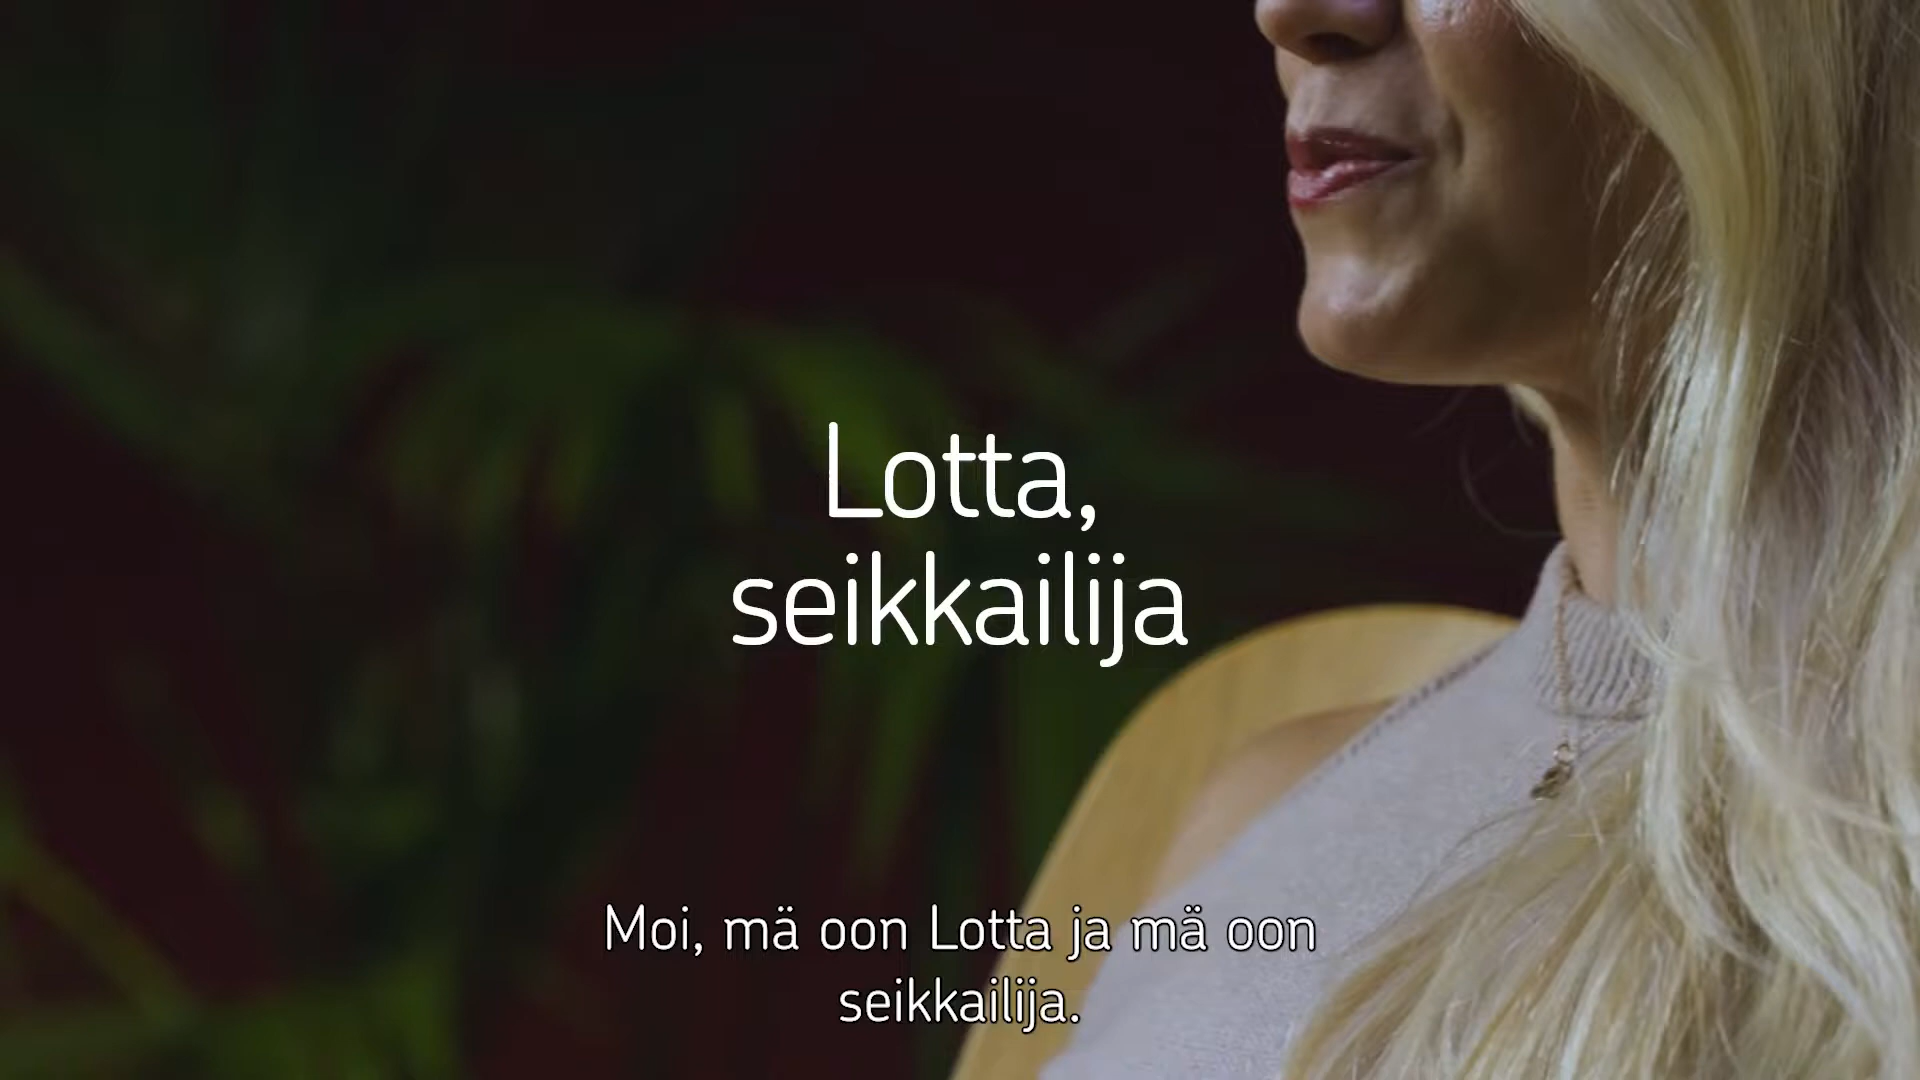 Lotta,
seikkailija
Moi, mä oon Lotta ja mä oon
seikkailija.